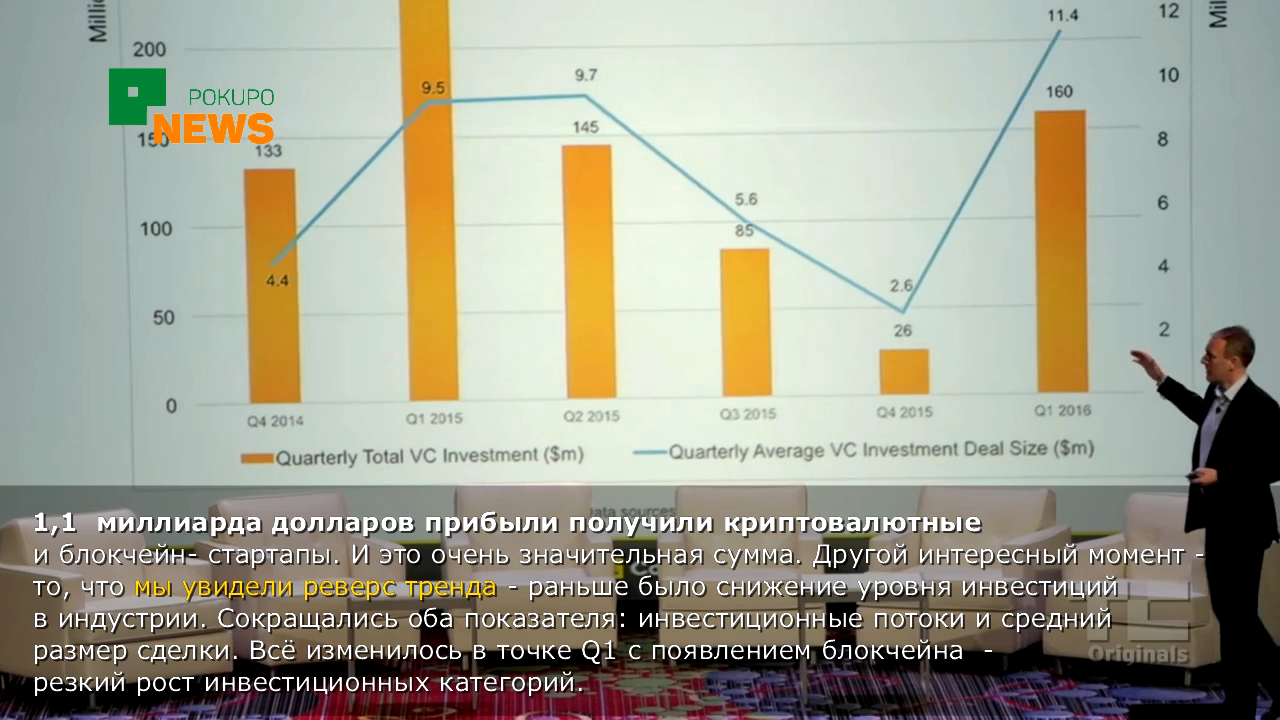 Milli
Mil
200
12
11.4
10
9.7
9.5
160
POKUPO
NEWS
150
145
133
8
6
5.6
100
85
4.4
4
2.6
50
26
2
0
Q4 2014
Q1 2015
Q2 2015
Q3 2015
Q4 2015
Q1 2016
Quarterly Total VC Investment ($m)
Quarterly Average VC Investment Deal Size ($m)
Data sources
1,1 миллиарда долларов прибыли получили криптовалютные
и блокчейн- стартапы. И это очень значительная сумма. Другой интересный момент -
то, что мы увидели реверс тренда - раньше было снижение уровня инвестиций
в индустрии. Сокращались оба показателя: инвестиционные потоки и средний
размер сделки. Всё изменилось в точке Q1 с появлением блокчейна -
резкий рост инвестиционных категорий.
TC
Originals